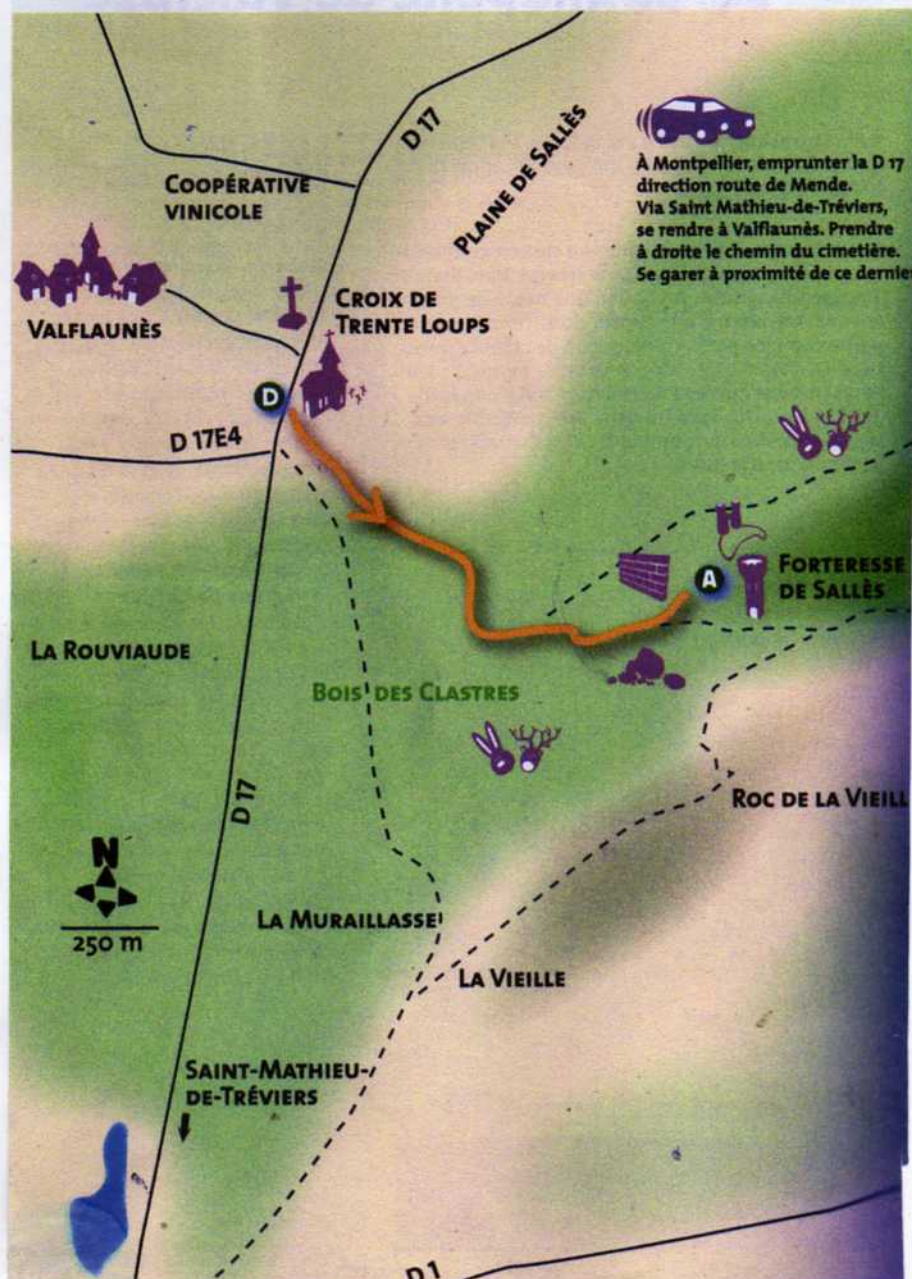 D 17
COOPÉRATIVE
VINICOLE
PLAINE DE SALLÈS
À Montpellier, emprunter la D 17
direction route de Mende.
Via Saint Mathieu-de-Tréviers,
se rendre à Valflaunès. Prendre
à droite le chemin du cimetière.
Se garer à proximité de ce dernier
VALFLAUNÈS
CROIX DE
TRENTE LOUPS
D
D 17E4
A
FORTERESSE
DE SALLÈS
LA ROUVIAUDE
BOIS DES CLASTRES
D 17
ROC DE LA VIEILL
N
250 m
LA MURAILLASSE
LA VIEILLE
SAINT-MATHIEU-
DE-TRÉVIERS
D 1